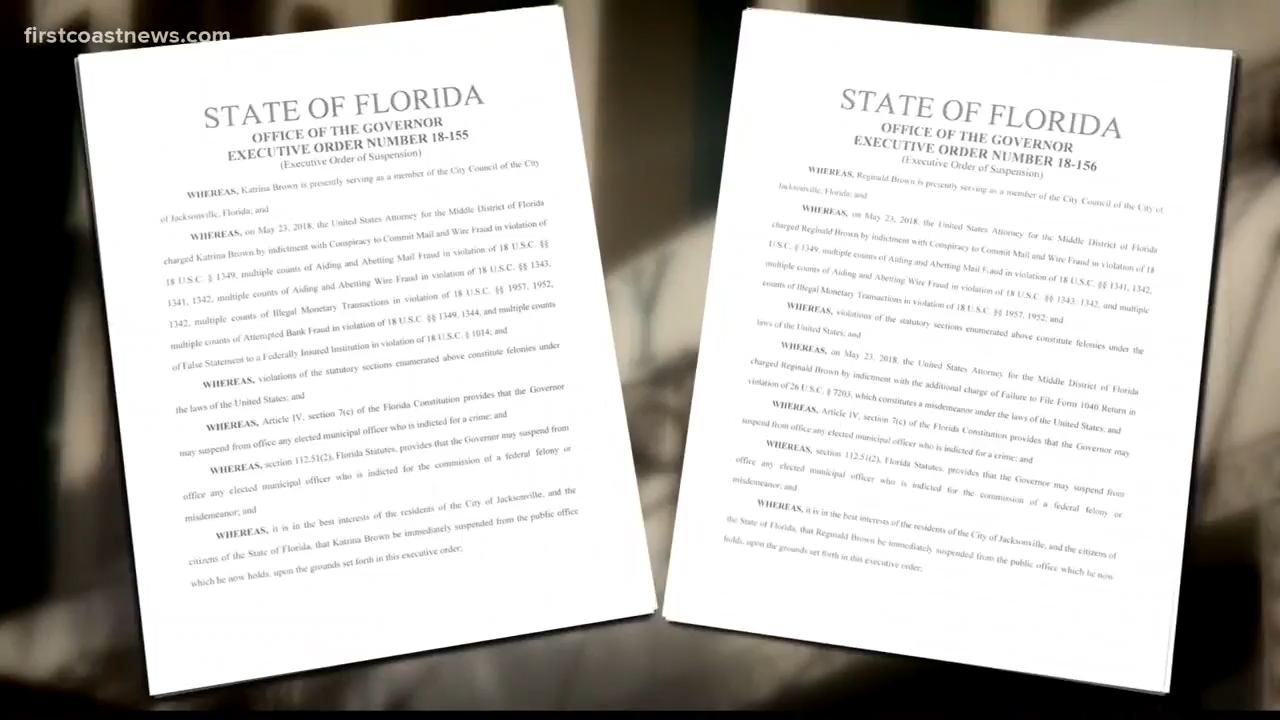 firstcoastnews.com
STATE OF FLORIDA
OFFICE OF THE GOVERNOR
EXECUTIVE ORDER NUMBER 18-155
(Executive Order of Suspension)
WHEREAS, Katrina Brown is presently serving as a member of the City Council of the City
of Jacksonville, Florida; and
WHEREAS, on May 23, 2018, the United States Attorney for the Middle District of Florida
charged Katrina Brown by indictment with Conspiracy to Commit Mail and Wire Fraud in violation of
18 U.S.C. § 1349, multiple counts of Aiding and Abetting Mail Fraud in violation of 18 U.S.C. §§
1341, 1342, multiple counts of Aiding and Abetting Wire Fraud in violation of 18 U.S.C. §§ 1343,
1342, multiple counts of Illegal Monetary Transactions in violation of 18 U.S.C. §§ 1957, 1952,
multiple counts of Attempted Bank Fraud in violation of 18 U.S.C. §§ 1349, 1344, and multiple counts
of False Statement to a Federally Insured Institution in violation of 18 U.S.C. § 1014; and
WHEREAS, violations of the statutory sections enumerated above constitute felonies under
the laws of the United States; and
WHEREAS, Article IV, section 7(c) of the Florida Constitution provides that the Governor
may suspend from office any elected municipal officer who is indicted for a crime; and
WHEREAS, section 112.51(2), Florida Statutes, provides that the Governor may suspend from
office any elected municipal officer who is indicted for the commission of a federal felony or
misdemeanor; and
WHEREAS, it is in the best interests of the residents of the City of Jacksonville, and the
citizens of the State of Florida, that Katrina Brown be immediately suspended from the public office
which he now holds, upon the grounds set forth in this executive order;
STATE OF FLORIDA
OFFICE OF THE GOVERNOR
EXECUTIVE ORDER NUMBER 18-156
(Executive Order of Suspension)
WHEREAS, Reginald Brown is presently serving as a member of the City Council of the City of
Jacksonville, Florida; and
WHEREAS, on May 23, 2018, the United States Attorney for the Middle District of Florida
charged Reginald Brown by indictment with Conspiracy to Commit Mail and Wire Fraud in violation of 18
U.S.C. § 1349, multiple counts of Aiding and Abetting Mail Fraud in violation of 18 U.S.C. §§ 1341, 1342,
multiple counts of Aiding and Abetting Wire Fraud in violation of 18 U.S.C. §§ 1343, 1342, and multiple
counts of Illegal Monetary Transactions in violation of 18 U.S.C. §§ 1957, 1952; and
WHEREAS, violations of the statutory sections enumerated above constitute felonies under the
laws of the United States; and
WHEREAS, on May 23, 2018, the United States Attorney for the Middle District of Florida
charged Reginald Brown by indictment with the additional charge of Failure to File Form 1040 Return in
violation of 26 U.S.C. § 7203, which constitutes a misdemeanor under the laws of the United States; and
WHEREAS, Article IV, section 7(c) of the Florida Constitution provides that the Governor may
suspend from office any elected municipal officer who is indicted for a crime; and
WHEREAS, section 112.51(2), Florida Statutes, provides that the Governor may suspend from
office any elected municipal officer who is indicted for the commission of a federal felony or
misdemeanor; and
WHEREAS, it is in the best interests of the residents of the City of Jacksonville, and the citizens of
the State of Florida, that Reginald Brown be immediately suspended from the public office which he now
holds, upon the grounds set forth in this executive order;